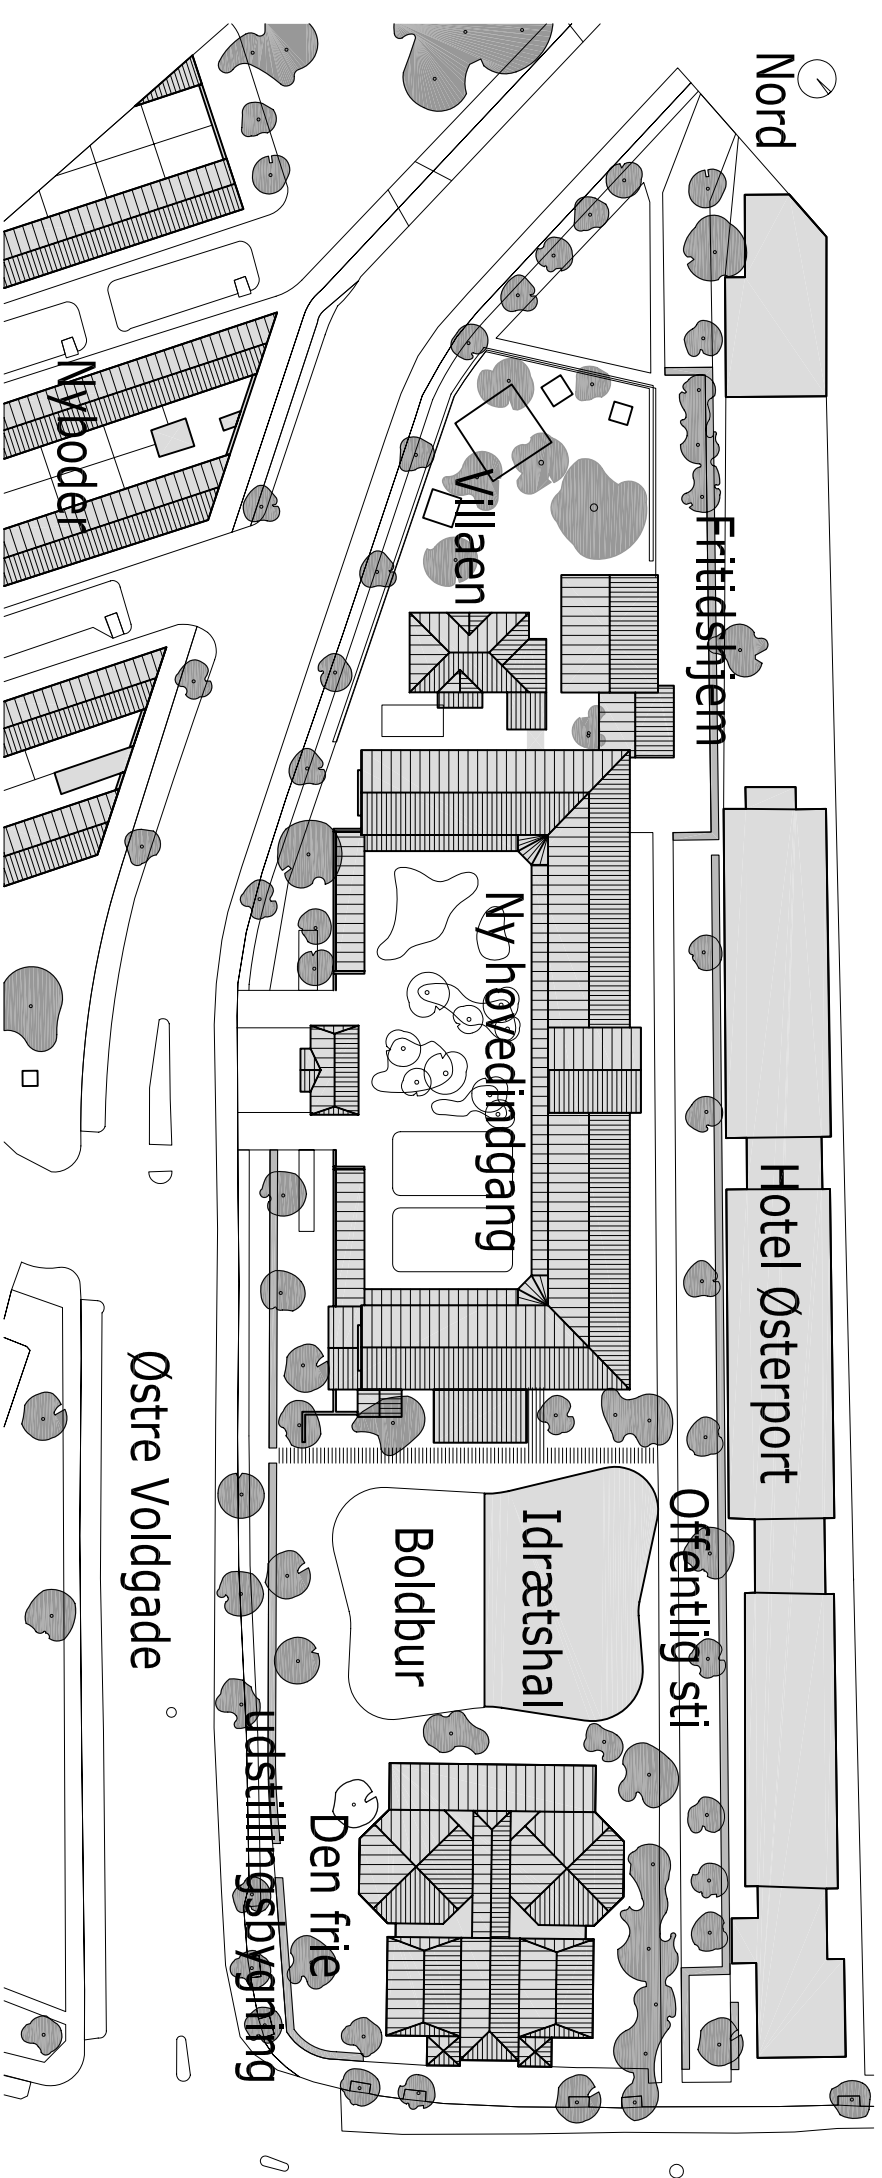 Nord
Nyboder
Villaen
Fritidshjem
Ny hovedindgang
Hotel Østerport
Østre Voldgade
Boldbur
Idrætshal
Offentlig sti
Den frie
udstillingsbygning